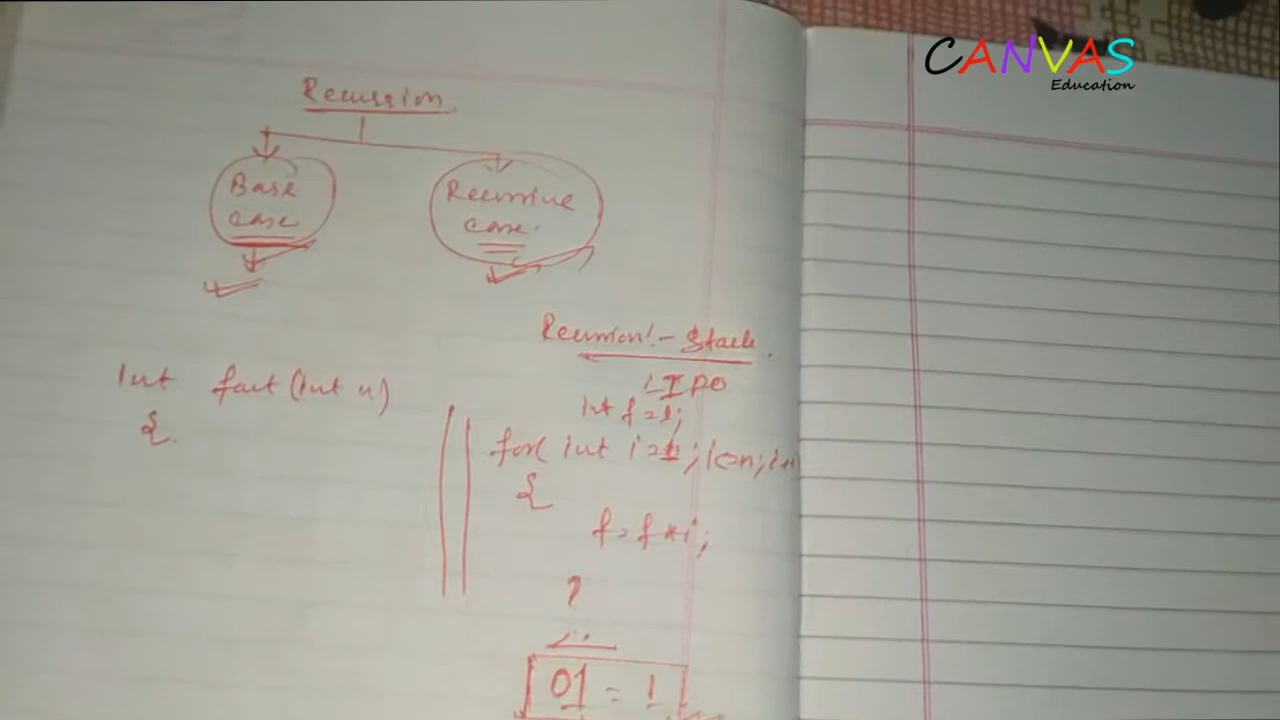 CANVAS
Education
Recursion
Base
case
Recursive
case.
Recursion:- Stack.
LIFO
int fact (int n)
{
int f = 1;
for( int i=1; i<=n; i++
{
f = f * i;
}
0! = 1